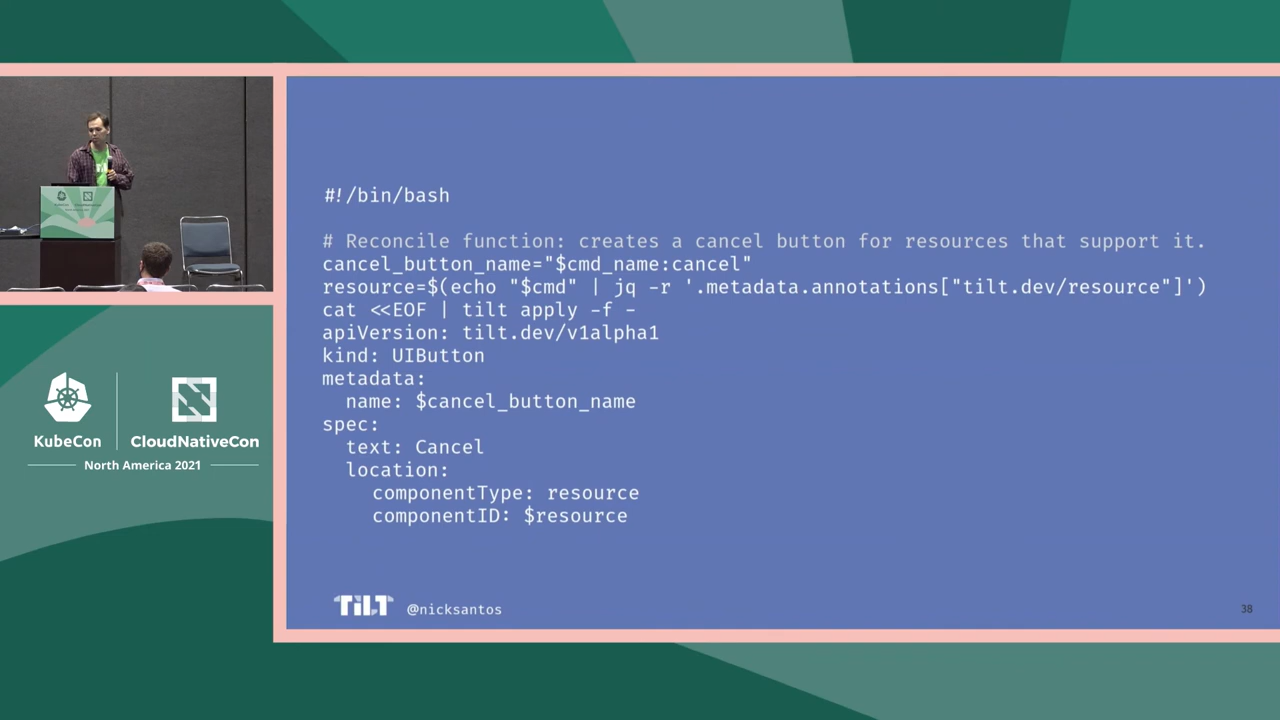 #!/bin/bash
# Reconcile function: creates a cancel button for resources that support it.
cancel_button_name="$cmd_name:cancel"
resource=$(echo "$cmd" | jq -r '.metadata.annotations["tilt.dev/resource"]')
cat <<EOF | tilt apply -f -
apiVersion: tilt.dev/v1alpha1
kind: UIButton
metadata:
  name: $cancel_button_name
spec:
  text: Cancel
  location:
    componentType: resource
    componentID: $resource
TILT @nicksantos
38
KubeCon CloudNativeCon
North America 2021